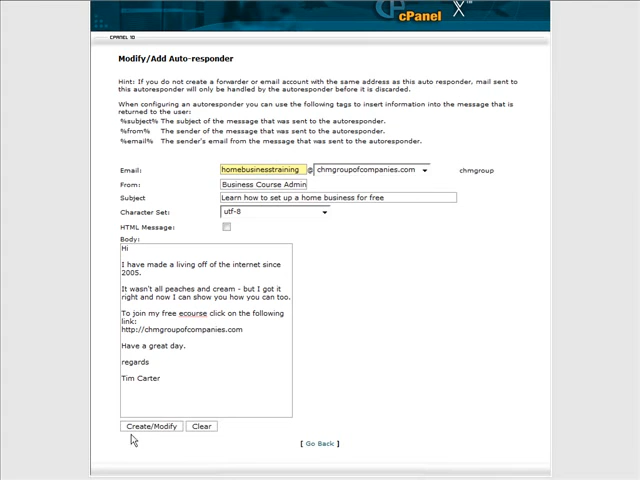 cPanel X
CPANEL 10
Modify/Add Auto-responder
Hint: If you do not create a forwarder or email account with the same address as this auto responder, mail sent to
this autoresponder will only be handled by the autoresponder before it is discarded.
When configuring an autoresponder you can use the following tags to insert information into the message that is
returned to the user:
%subject% The subject of the message that was sent to the autoresponder.
%from% The sender of the message that was sent to the autoresponder.
%email% The sender's email from the message that was sent to the autoresponder.
Email: homebusinesstraining @ chmgroupofcompanies.com chmgroup
From: Business Course Admin
Subject Learn how to set up a home business for free
Character Set: utf-8
HTML Message:
Body:
Hi
I have made a living off of the internet since
2005.
It wasn't all peaches and cream - but I got it
right and now I can show you how you can too.
To join my free ecourse click on the following
link:
http://chmgroupofcompanies.com
Have a great day.
regards
Tim Carter
Create/Modify Clear
[ Go Back ]